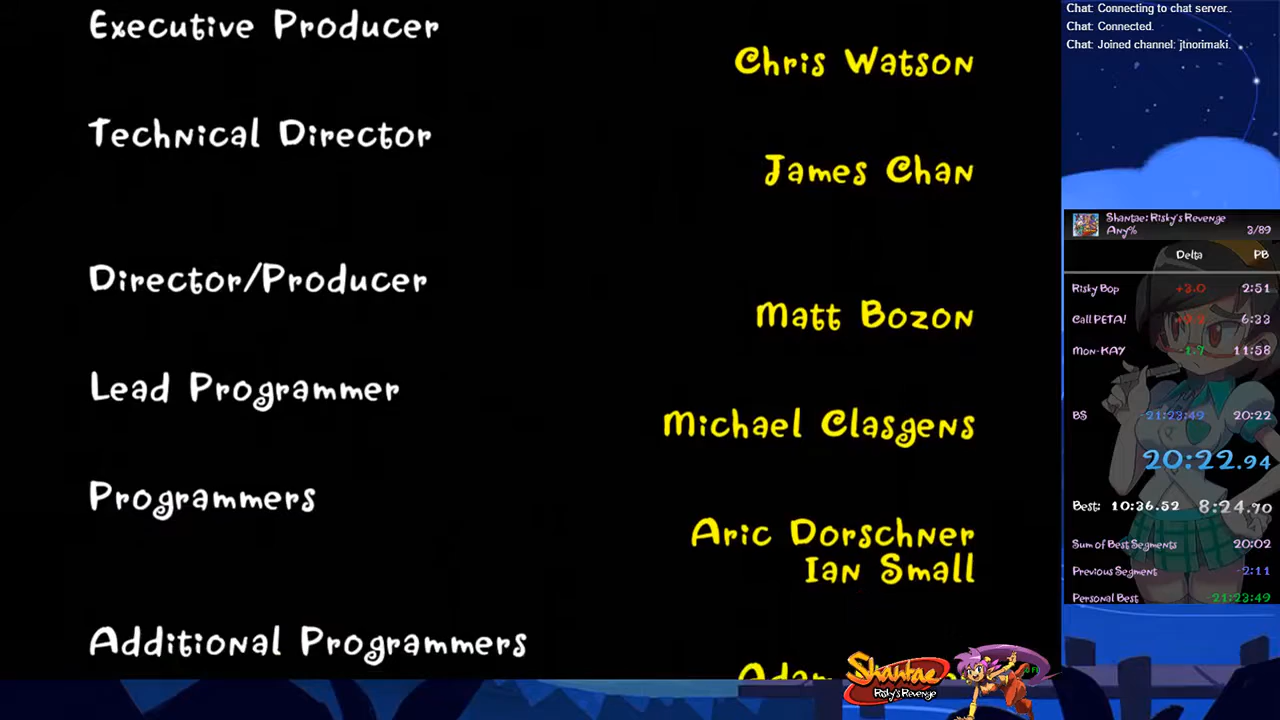 Executive Producer
Chris Watson
Technical Director
James Chan
Director/Producer
Matt Bozon
Lead Programmer
Michael Clasgens
Programmers
Aric Dorschner
Ian Small
Additional Programmers
Chat: Connecting to chat server..
Chat: Connected.
Chat: Joined channel: jtnorimaki.
Shantae: Risky's Revenge
Any% 3/89
Delta PB
Risky Bop +3.0 2:51
Call PETA! 6:33
Mon-KAY -1.7 11:58
BS -21:23:49 20:22
20:22.94
Best: 10:36.52 8:24.70
Sum of Best Segments 20:02
Previous Segment -2:11
Personal Best -21:23:49
Shantae
Risky's Revenge